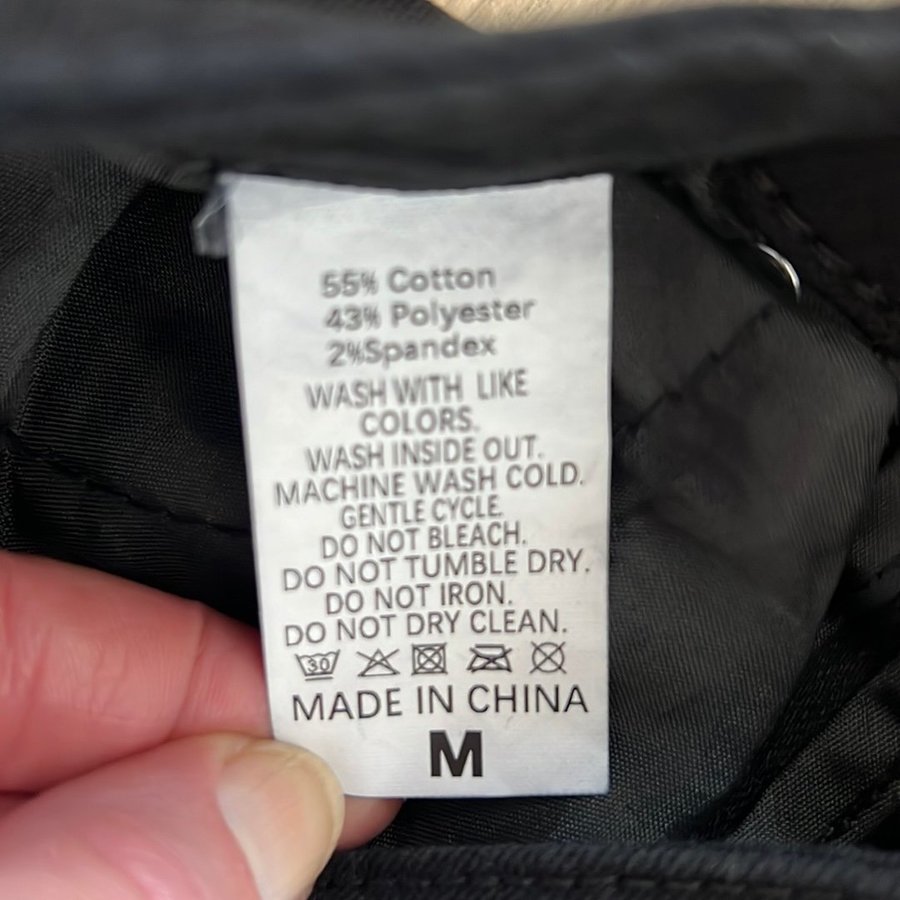 55% Cotton
43% Polyester
2%Spandex
WASH WITH LIKE
COLORS.
WASH INSIDE OUT.
MACHINE WASH COLD.
GENTLE CYCLE.
DO NOT BLEACH.
DO NOT TUMBLE DRY.
DO NOT IRON.
DO NOT DRY CLEAN.
30
MADE IN CHINA
M